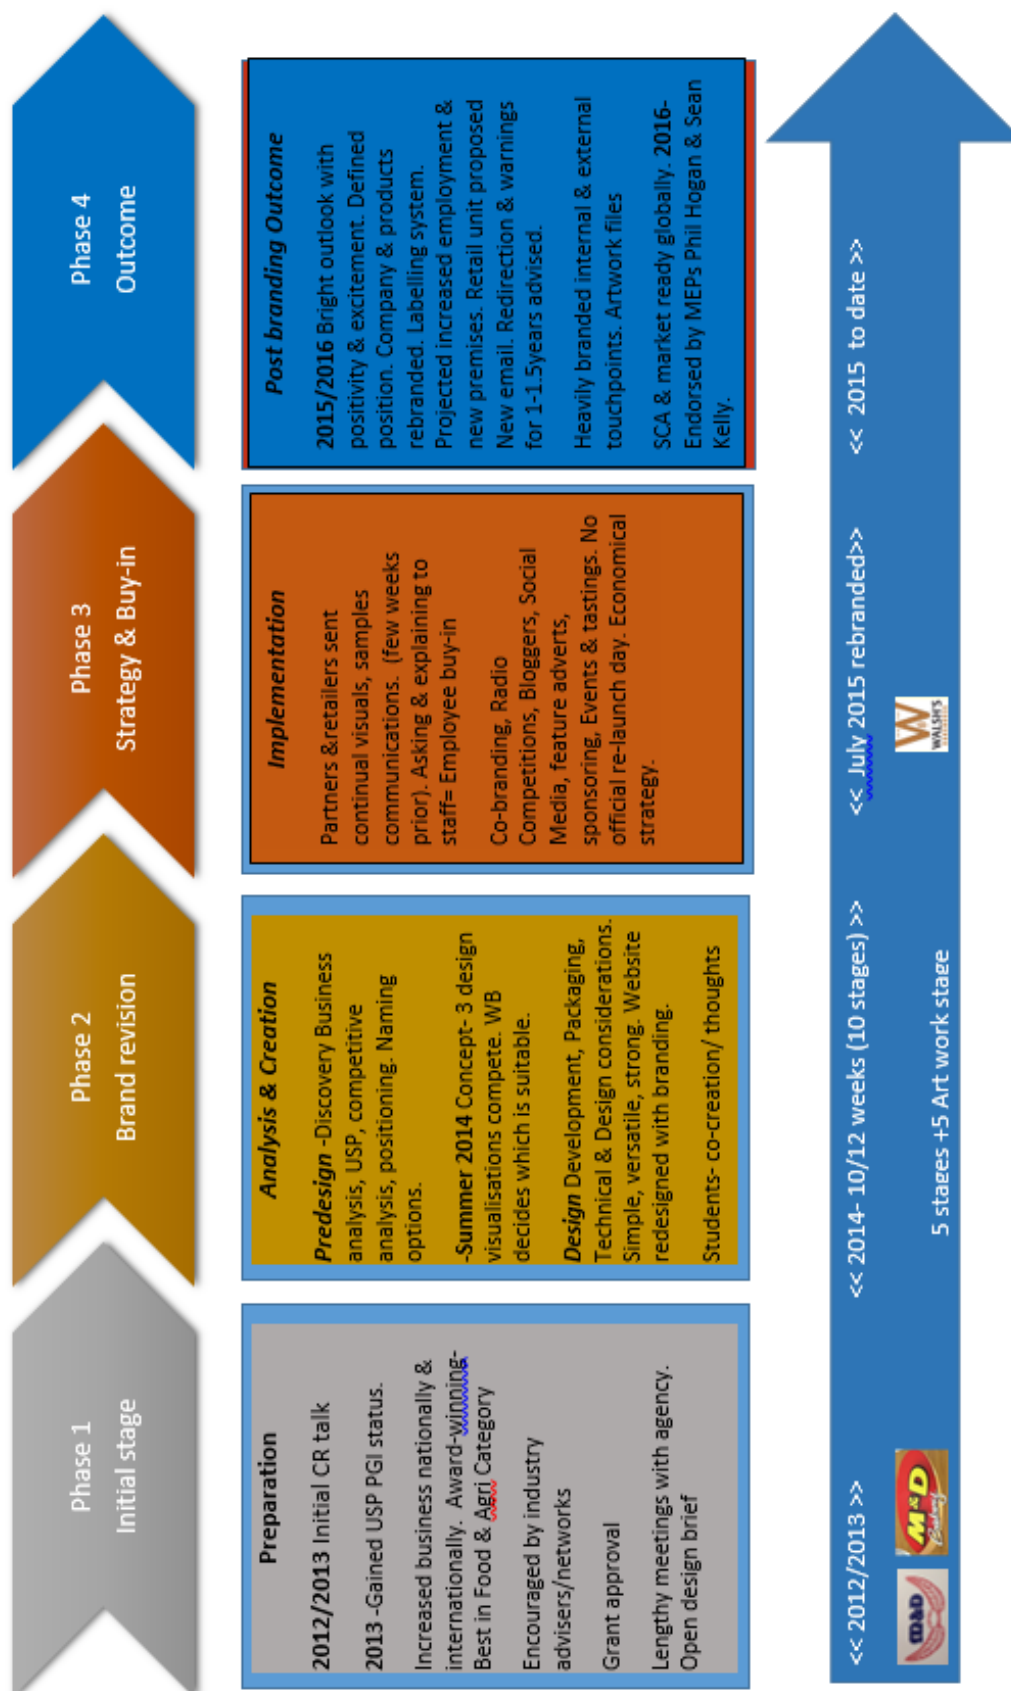 Phase 1
Initial stage
Phase 2
Brand revision
Phase 3
Strategy & Buy-in
Phase 4
Outcome
Preparation
2012/2013 Initial CR talk
2013 -Gained USP PGI status.
Increased business nationally &
internationally. Award-winning-
Best in Food & Agri Category
Encouraged by industry
advisers/networks
Grant approval
Lengthy meetings with agency.
Open design brief
Analysis & Creation
Predesign -Discovery Business
analysis, USP, competitive
analysis, positioning. Naming
options.
-Summer 2014 Concept- 3 design
visualisations compete. WB
decides which is suitable.
Design Development, Packaging,
Technical & Design considerations.
Simple, versatile, strong. Website
redesigned with branding.
Students- co-creation/ thoughts
Implementation
Partners &retailers sent
continual visuals, samples
communications. (few weeks
prior). Asking & explaining to
staff= Employee buy-in
Co-branding, Radio
Competitions, Bloggers, Social
Media, feature adverts,
sponsoring, Events & tastings. No
official re-launch day. Economical
strategy.
Post branding Outcome
2015/2016 Bright outlook with
positivity & excitement. Defined
position. Company & products
rebranded. Labelling system.
Projected increased employment &
new premises. Retail unit proposed
New email. Redirection & warnings
for 1-1.5years advised.
Heavily branded internal & external
touchpoints. Artwork files
SCA & market ready globally. 2016-
Endorsed by MEPs Phil Hogan & Sean
Kelly.
<< 2012/2013 >>
<< 2014- 10/12 weeks (10 stages) >>
<< July 2015 rebranded>>
<< 2015 to date >>
M&D
M&D
Bakery
5 stages +5 Art work stage
W
WALSH'S